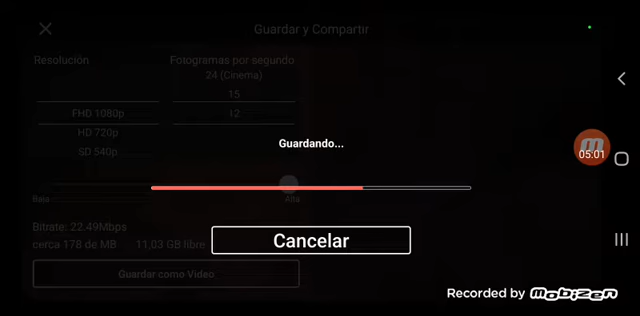 Guardar y Compartir
Resolución
Fotogramas por segundo
24 (Cinema)
15
FHD 1080p
12
HD 720p
SD 540p
Guardando...
05:01
Baja
Alta
Bitrate: 22.49Mbps
cerca 178 de MB
11,03 GB libre
Cancelar
Guardar como Video
Recorded by mobizen